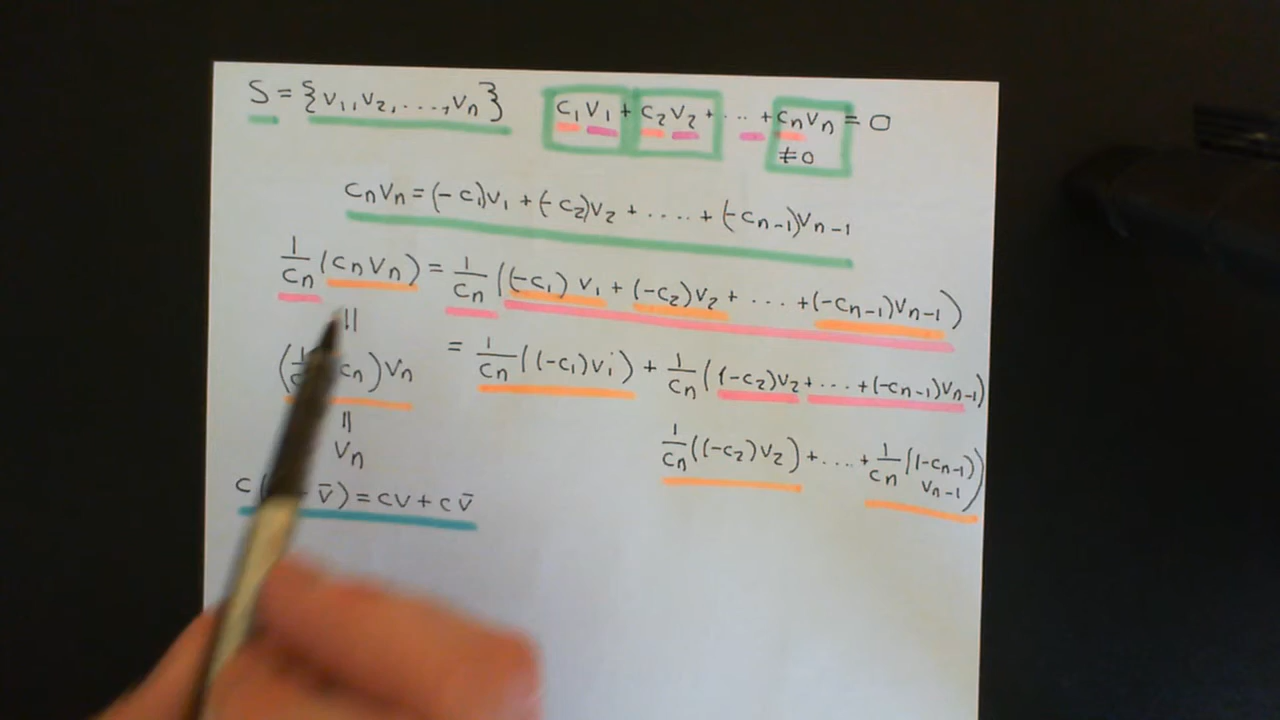 S = {v₁, v₂, ..., vₙ} c₁v₁ + c₂v₂ + ... + cₙvₙ = 0
≠0
cₙvₙ = (-c₁)v₁ + (-c₂)v₂ + .... + (-cₙ₋₁)vₙ₋₁
1/cₙ (cₙvₙ) = 1/cₙ ((-c₁)v₁ + (-c₂)v₂ + ... + (-cₙ₋₁)vₙ₋₁)
||
cₙ)vₙ = 1/cₙ ((-c₁)vi) + 1/cₙ ((-c₂)v₂ + ... + (-cₙ₋₁)vₙ₋₁)
||
vₙ 1/cₙ ((-c₂)v₂) + .... + 1/cₙ ((-cₙ₋₁)
vₙ₋₁)
c( v̄) = cv + cv̄